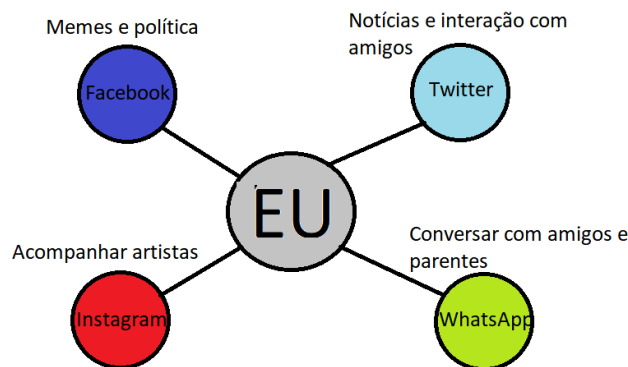 Memes e política
Facebook
Notícias e interação com
amigos
Twitter
EU
Acompanhar artistas
Instagram
Conversar com amigos e
parentes
WhatsApp